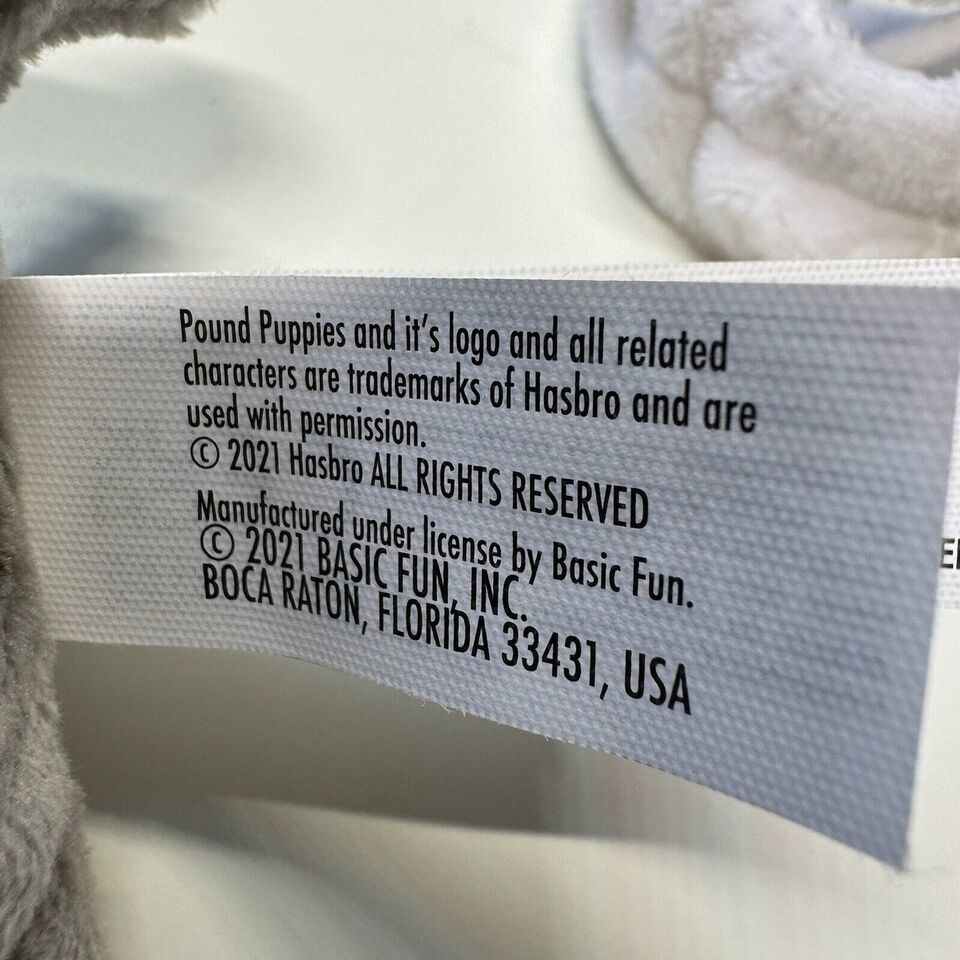 Pound Puppies and it's logo and all related
characters are trademarks of Hasbro and are
used with permission.
© 2021 Hasbro ALL RIGHTS RESERVED
Manufactured under license by Basic Fun.
© 2021 BASIC FUN, INC.
BOCA RATON, FLORIDA 33431, USA